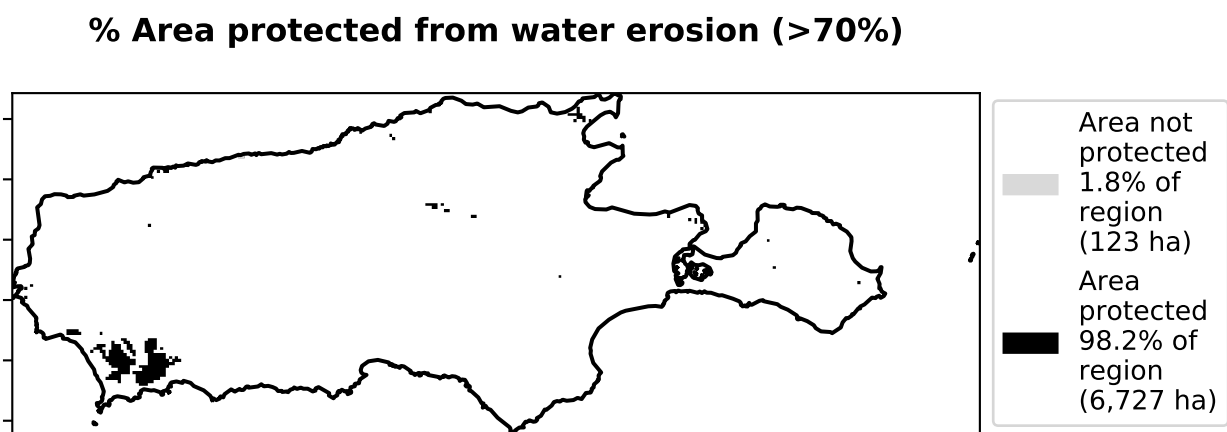 % Area protected from water erosion (>70%)
Area not
protected
1.8% of
region
(123 ha)
Area
protected
98.2% of
region
(6,727 ha)